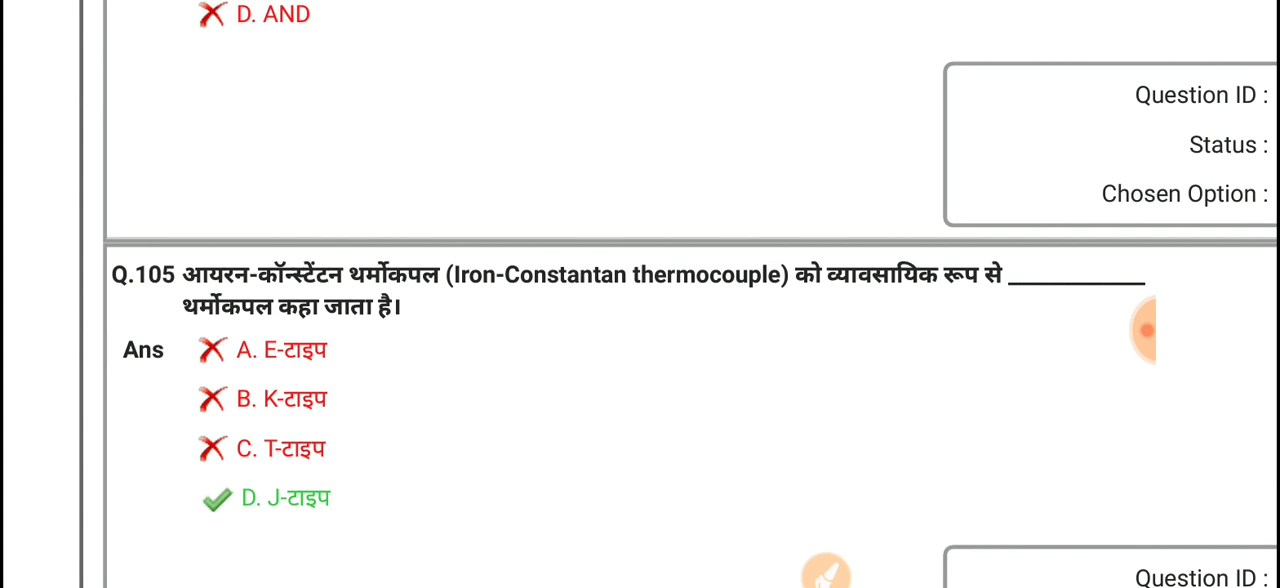 D. AND
Question ID :
Status :
Chosen Option :
Q.105 आयरन-कॉन्स्टेंटन थर्मोकपल (Iron-Constantan thermocouple) को व्यावसायिक रूप से ____________
थर्मोकपल कहा जाता है।
Ans A. E-टाइप
B. K-टाइप
C. T-टाइप
D. J-टाइप
Question ID :